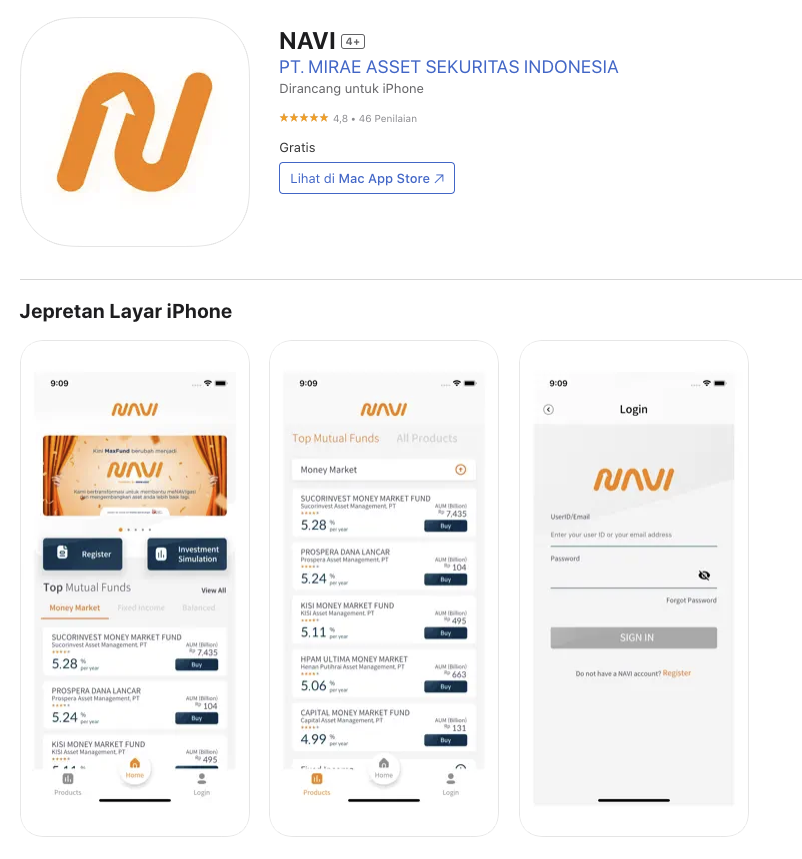 NAVI 4+
PT. MIRAE ASSET SEKURITAS INDONESIA
Dirancang untuk iPhone
4,8 • 46 Penilaian
Gratis
Lihat di Mac App Store
Jepretan Layar iPhone
9:09
NAVI
Kini MaxFund berubah menjadi
NAVI
Kami bertransformasi untuk membantu meNAVIgasi
dan mengembangkan aset Anda lebih baik lagi.
Register
Investment
Simulation
Top Mutual Funds
View All
Money Market
Fixed Income
Balanced
SUCORINVEST MONEY MARKET FUND
Sucorinvest Asset Management, PT
AUM (Billion)
Rp 7,435
5.28 % per year
Buy
PROSPERA DANA LANCAR
Prospera Asset Management, PT
AUM (Billion)
Rp 104
5.24 % per year
Buy
KISI MONEY MARKET FUND
KISI Asset Management, PT
AUM (Billion)
Rp 495
Products
Home
Login
9:09
NAVI
Top Mutual Funds
All Products
Money Market
SUCORINVEST MONEY MARKET FUND
Sucorinvest Asset Management, PT
AUM (Billion)
Rp 7,435
5.28 % per year
Buy
PROSPERA DANA LANCAR
Prospera Asset Management, PT
AUM (Billion)
Rp 104
5.24 % per year
Buy
KISI MONEY MARKET FUND
KISI Asset Management, PT
AUM (Billion)
Rp 495
5.11 % per year
Buy
HPAM ULTIMA MONEY MARKET
Henan Putihrai Asset Management, PT
AUM (Billion)
Rp 663
5.06 % per year
Buy
CAPITAL MONEY MARKET FUND
Capital Asset Management, PT
AUM (Billion)
Rp 131
4.99 % per year
Buy
Fixed Income
Products
Home
Login
9:09
Login
NAVI
UserID/Email
Enter your user ID or your email address
Password
Forgot Password
SIGN IN
Do not have a NAVI account? Register